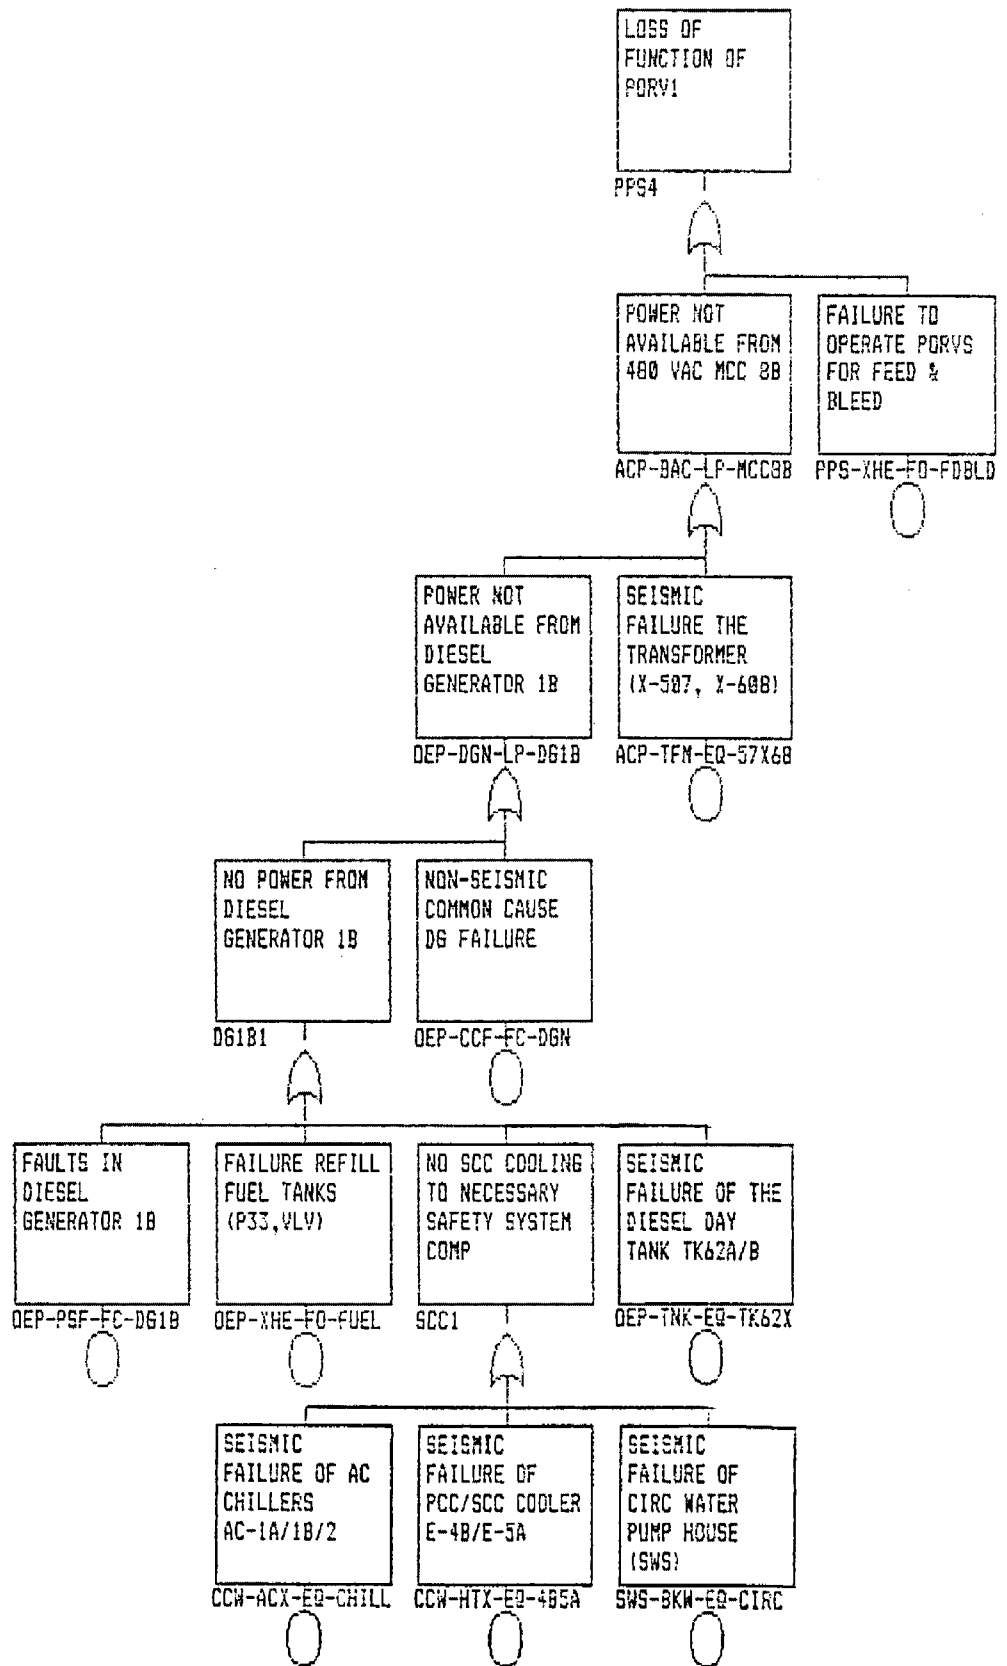 LOSS OF
FUNCTION OF
PORV1
PPS4
POWER NOT
AVAILABLE FROM
480 VAC MCC 8B
ACP-BAC-LP-MCC8B
FAILURE TO
OPERATE PORVS
FOR FEED &
BLEED
PPS-XHE-FO-FDBLD
POWER NOT
AVAILABLE FROM
DIESEL
GENERATOR 1B
OEP-DGN-LP-DG1B
SEISMIC
FAILURE THE
TRANSFORMER
(X-507, X-608)
ACP-TFM-EQ-57X68
NO POWER FROM
DIESEL
GENERATOR 1B
DG1B1
NON-SEISMIC
COMMON CAUSE
DG FAILURE
OEP-CCF-FC-DGN
FAULTS IN
DIESEL
GENERATOR 1B
OEP-PSF-FC-DG1B
FAILURE REFILL
FUEL TANKS
(P33,VLV)
OEP-XHE-FO-FUEL
NO SCC COOLING
TO NECESSARY
SAFETY SYSTEM
COMP
SCC1
SEISMIC
FAILURE OF THE
DIESEL DAY
TANK TK62A/B
OEP-TNK-EQ-TK62X
SEISMIC
FAILURE OF AC
CHILLERS
AC-1A/1B/2
CCW-ACX-EQ-CHILL
SEISMIC
FAILURE OF
PCC/SCC COOLER
E-4B/E-5A
CCW-HTX-EQ-4B5A
SEISMIC
FAILURE OF
CIRC WATER
PUMP HOUSE
(SWS)
SWS-BKW-EQ-CIRC